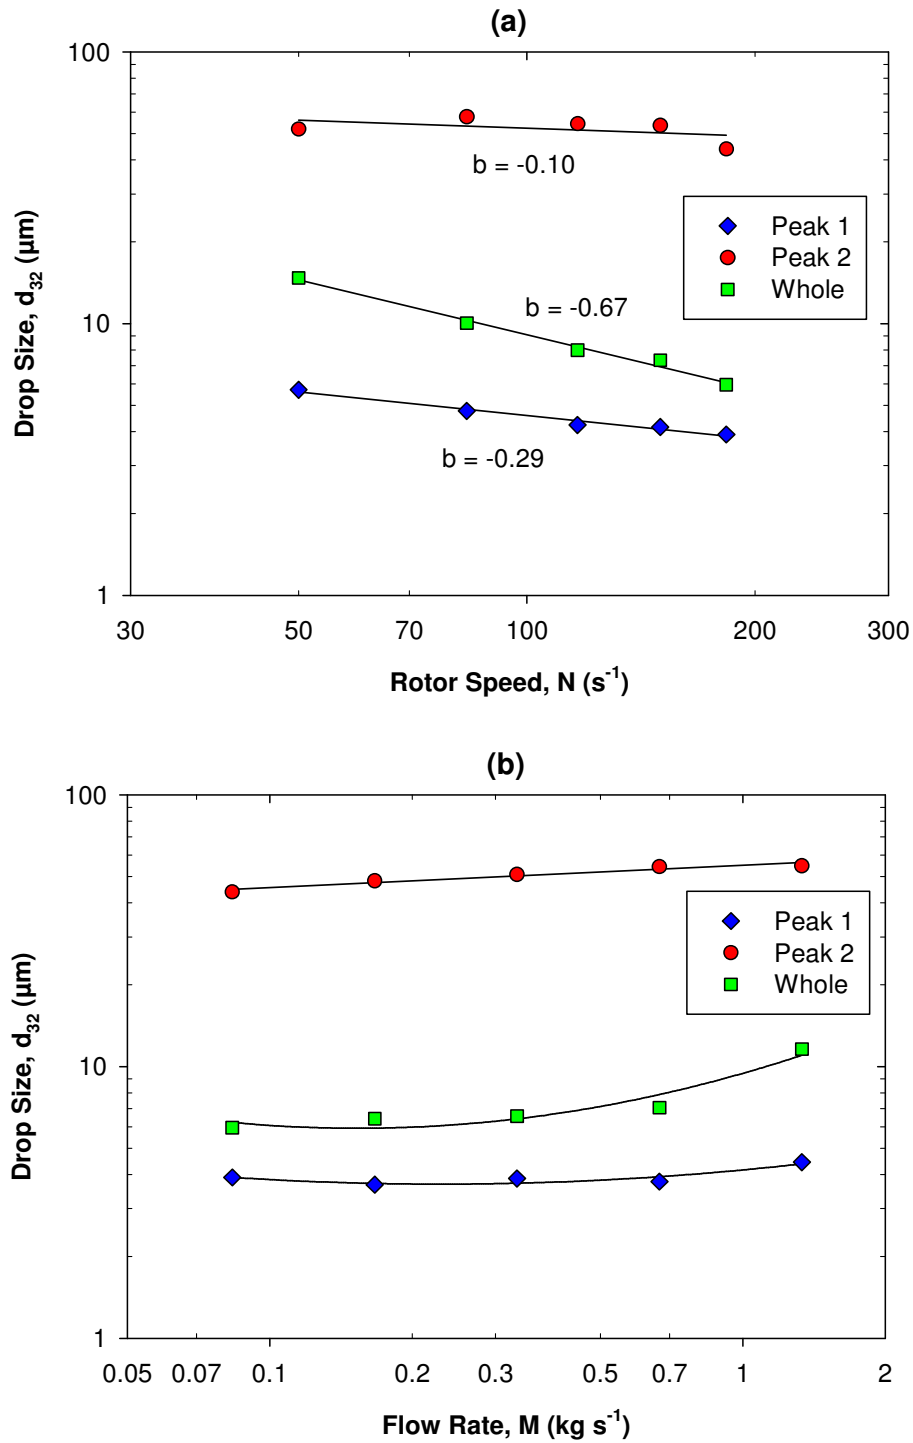 (a)
100
10
1
Drop Size, d32 (µm)
b = -0.10
b = -0.67
b = -0.29
Peak 1
Peak 2
Whole
30 50 70 100 200 300
Rotor Speed, N (s-1)
(b)
100
10
1
Drop Size, d32 (µm)
Peak 1
Peak 2
Whole
0.05 0.07 0.1 0.2 0.3 0.5 0.7 1 2
Flow Rate, M (kg s-1)